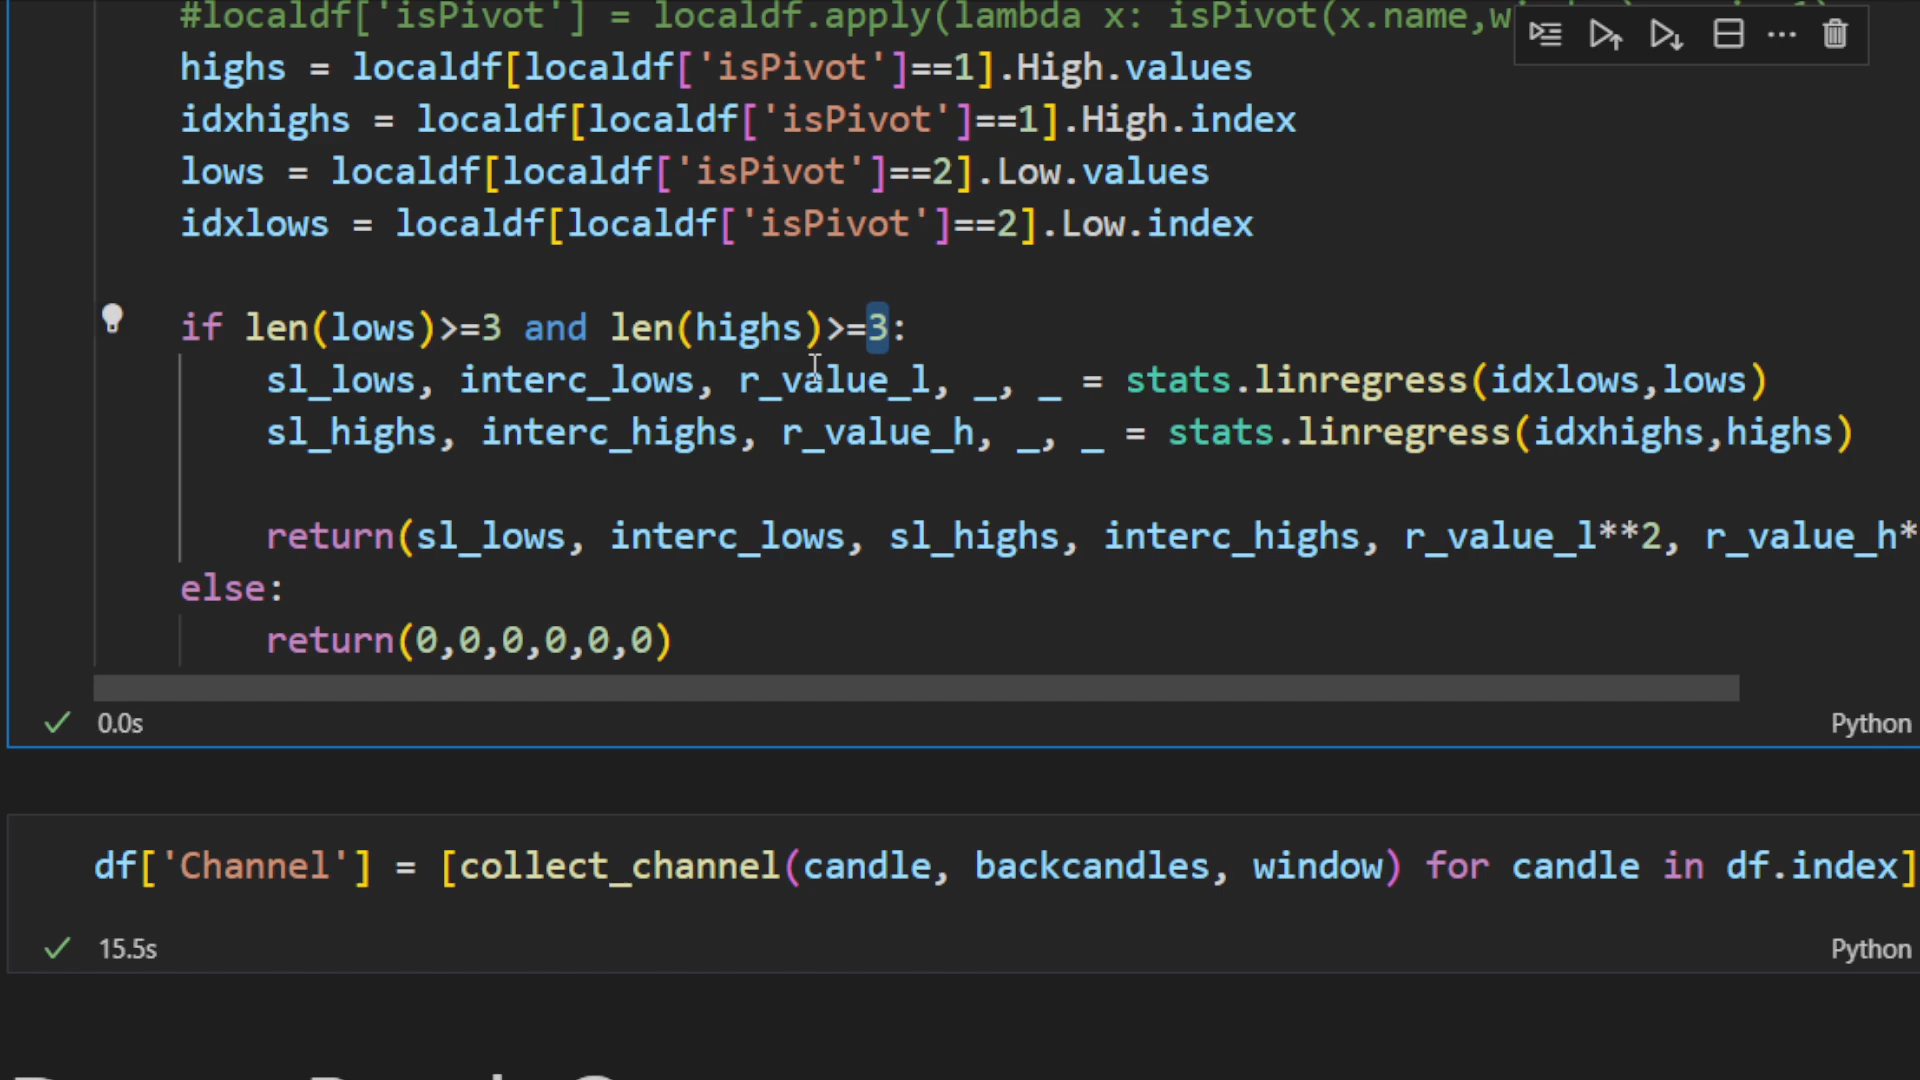 #localdf['isPivot'] = localdf.apply(lambda x: isPivot(x.name,
highs = localdf[localdf['isPivot']==1].High.values
idxhighs = localdf[localdf['isPivot']==1].High.index
lows = localdf[localdf['isPivot']==2].Low.values
idxlows = localdf[localdf['isPivot']==2].Low.index
if len(lows)>=3 and len(highs)>=3:
sl_lows, interc_lows, r_value_l, _, _ = stats.linregress(idxlows,lows)
sl_highs, interc_highs, r_value_h, _, _ = stats.linregress(idxhighs,highs)
return(sl_lows, interc_lows, sl_highs, interc_highs, r_value_l**2, r_value_h*
else:
return(0,0,0,0,0,0)
0.0s
Python
df['Channel'] = [collect_channel(candle, backcandles, window) for candle in df.index]
15.5s
Python